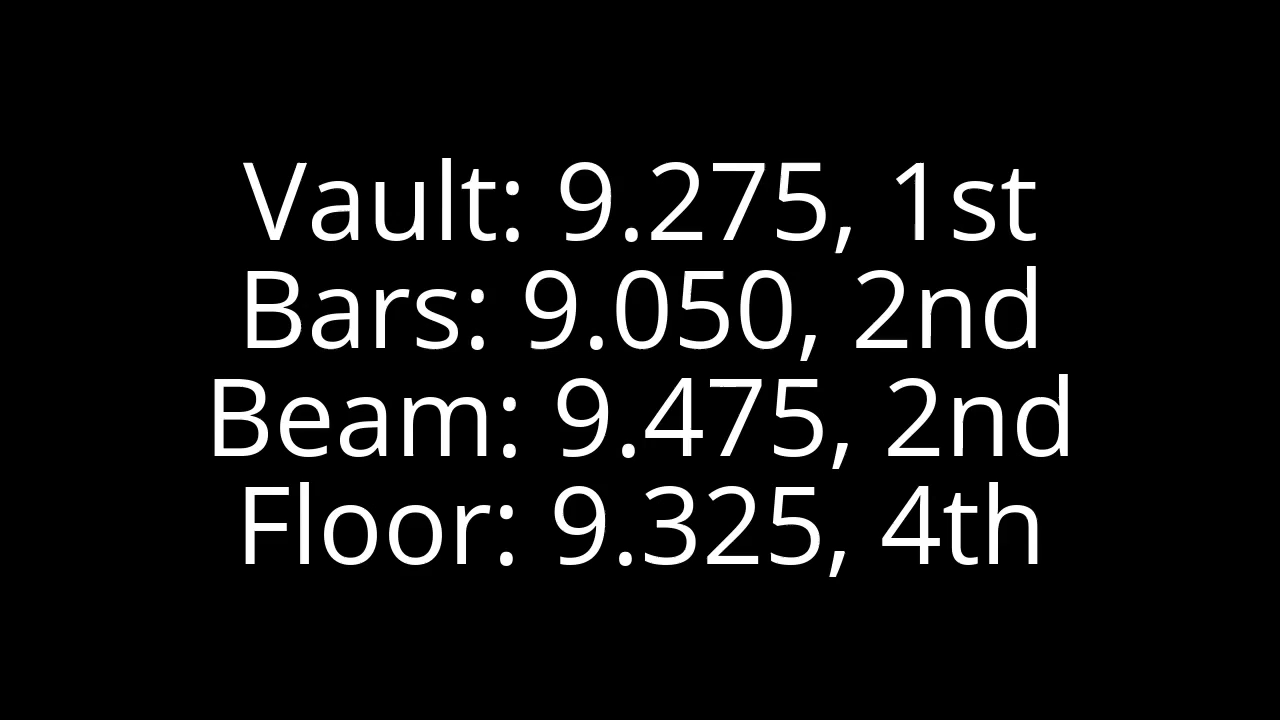 Vault: 9.275, 1st
Bars: 9.050, 2nd
Beam: 9.475, 2nd
Floor: 9.325, 4th